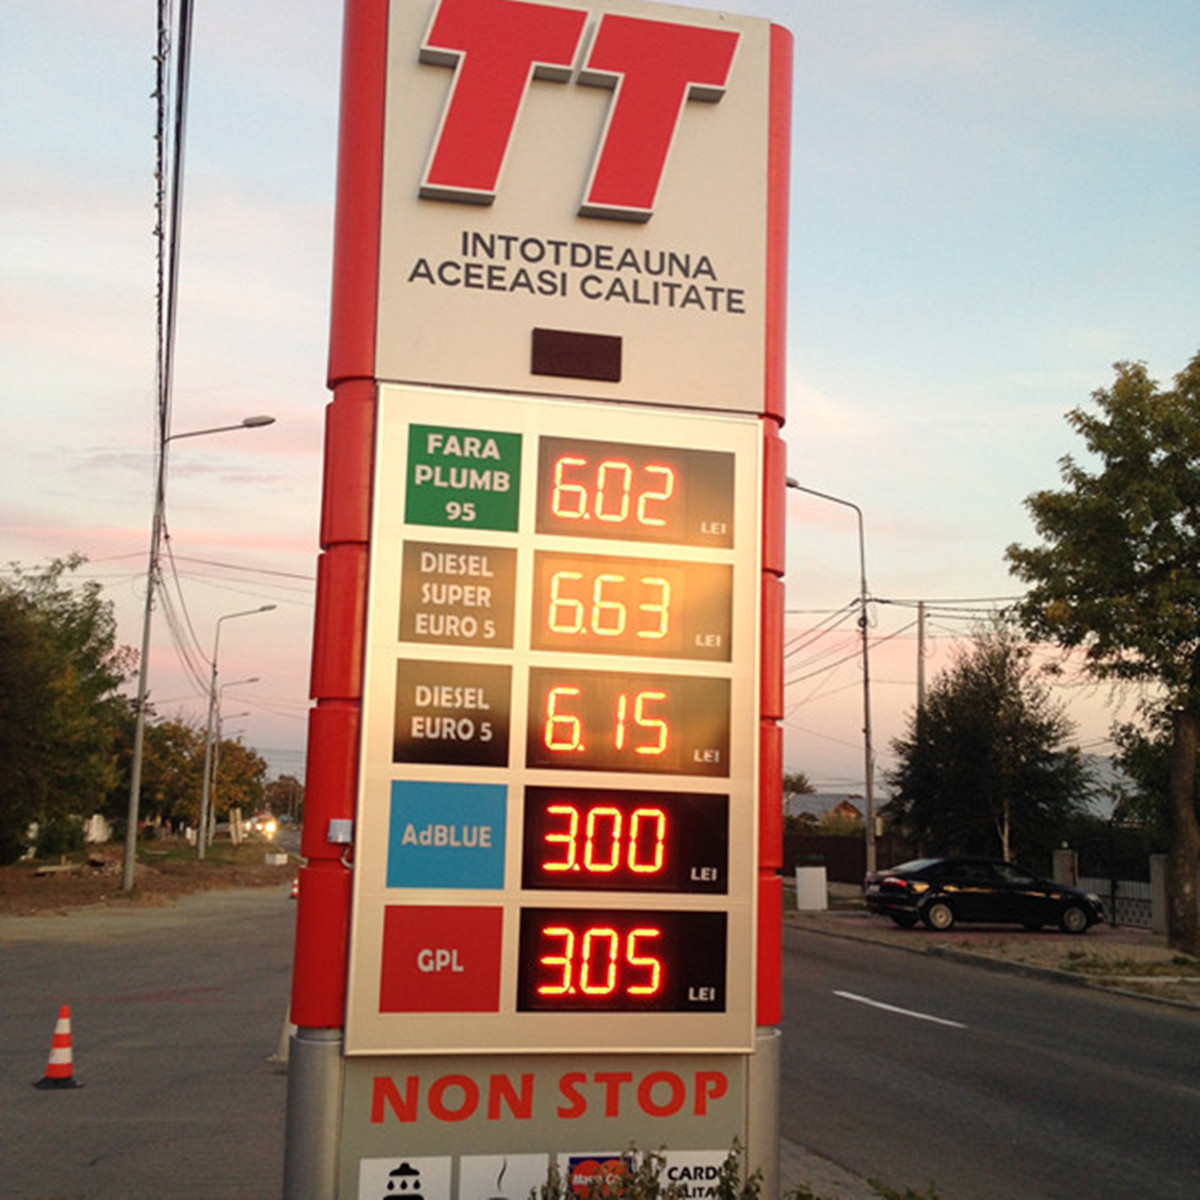 TT
INTOTDEAUNA
ACEEASI CALITATE
FARA
PLUMB
95
6.02
LEI
DIESEL
SUPER
EURO 5
6.63
LEI
DIESEL
EURO 5
6.15
LEI
AdBLUE
3.00
LEI
GPL
3.05
LEI
NON STOP